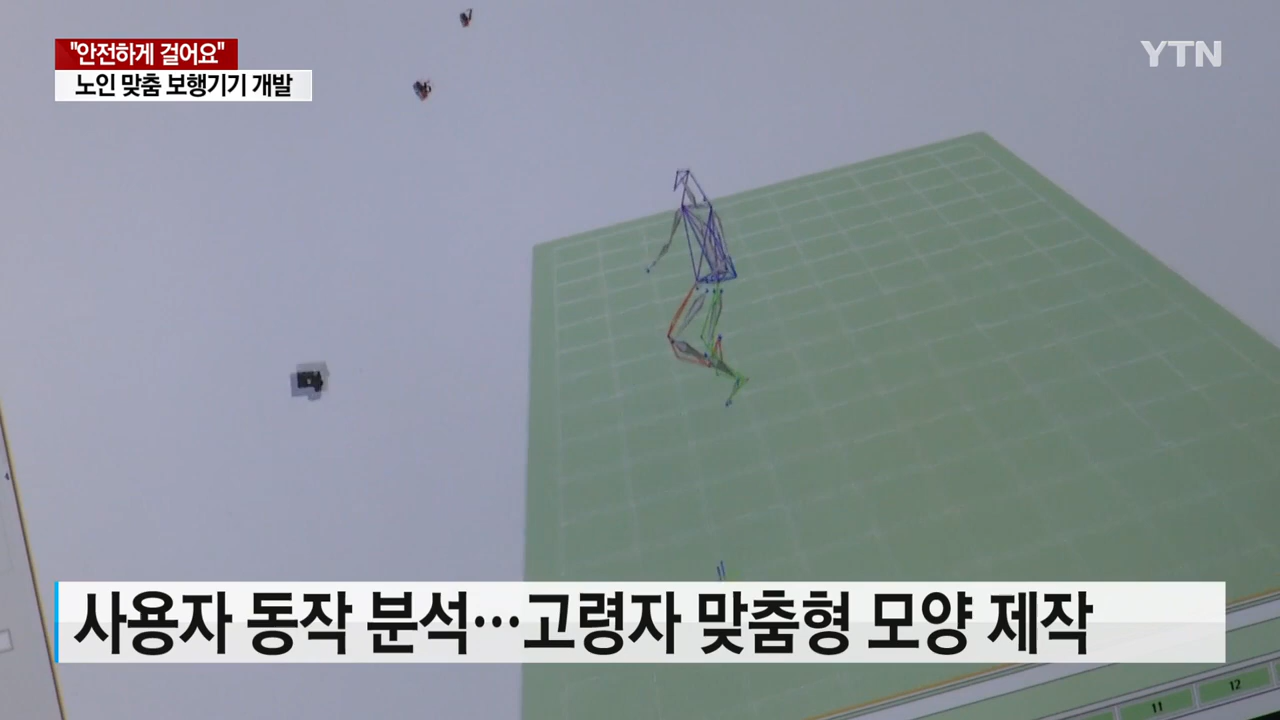 "안전하게 걸어요"
노인 맞춤 보행기기 개발
YTN
사용자 동작 분석…고령자 맞춤형 모양 제작
11
12